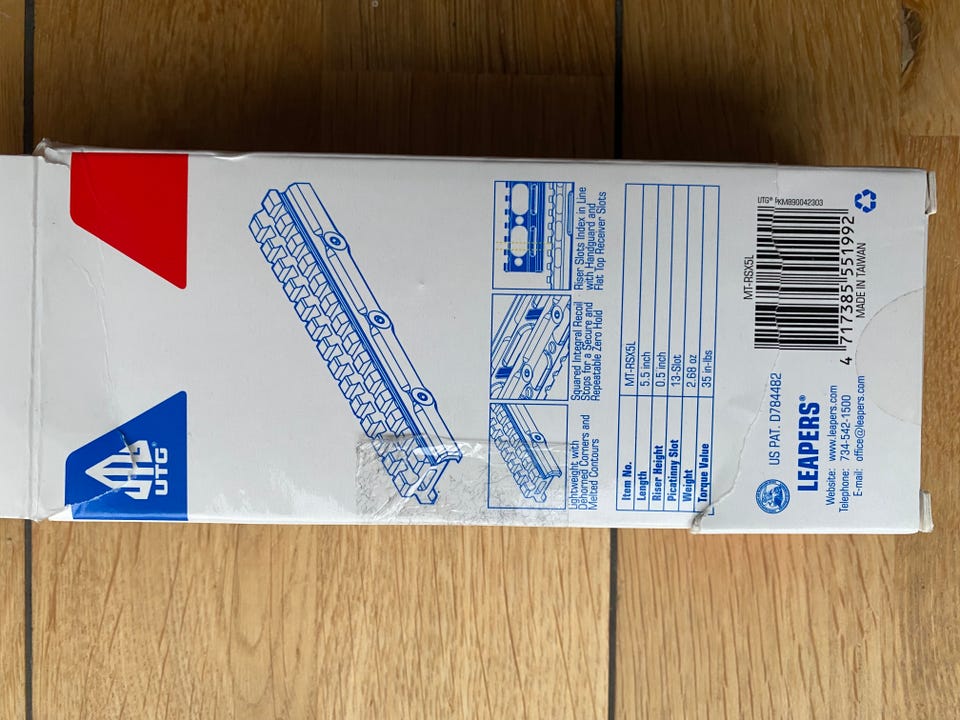 UTG®
Lightweight with
Dehorned Corners and
Melted Contours
Squared Integral Recoil
Stops for a Secure and
Repeatable Zero Hold
Riser Slots Index in Line
with Handguard and
Flat Top Receiver Slots
Item No. MT-RSX5L
Length 5.5 inch
Riser Height 0.5 inch
Picatinny Slot 13-Slot
Weight 2.68 oz
Torque Value 35 in-lbs
US PAT. D784482
LEAPERS®
Website: www.leapers.com
Telephone: 734-542-1500
E-mail: office@leapers.com
MT-RSX5L
UTG® PKMB90042303
4 717385 551992
MADE IN TAIWAN